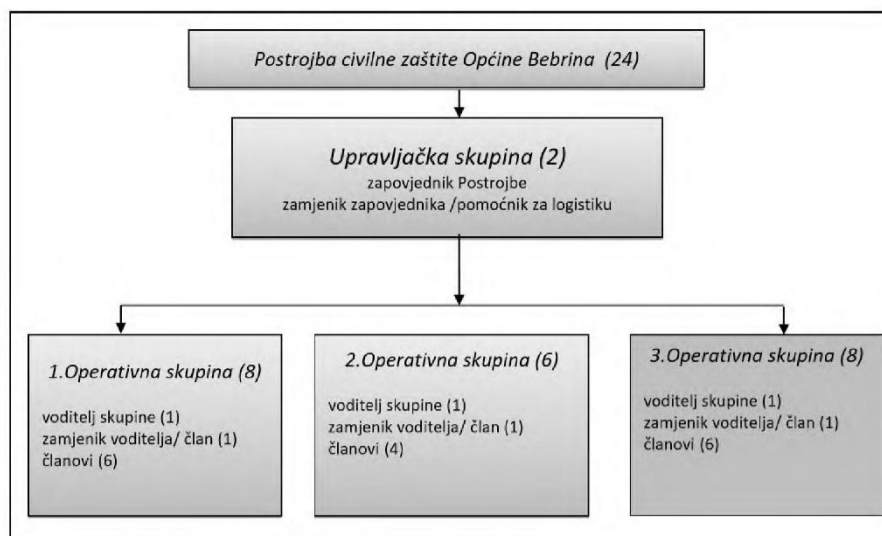 Postrojba civilne zaštite Općine Bebrina (24)
Upravljačka skupina (2)
zapovjednik Postrojbe
zamjenik zapovjednika /pomoćnik za logistiku
1.Operativna skupina (8)
voditelj skupine (1)
zamjenik voditelja/ član (1)
članovi (6)
2.Operativna skupina (6)
voditelj skupine (1)
zamjenik voditelja/ član (1)
članovi (4)
3.Operativna skupina (8)
voditelj skupine (1)
zamjenik voditelja/ član (1)
članovi (6)